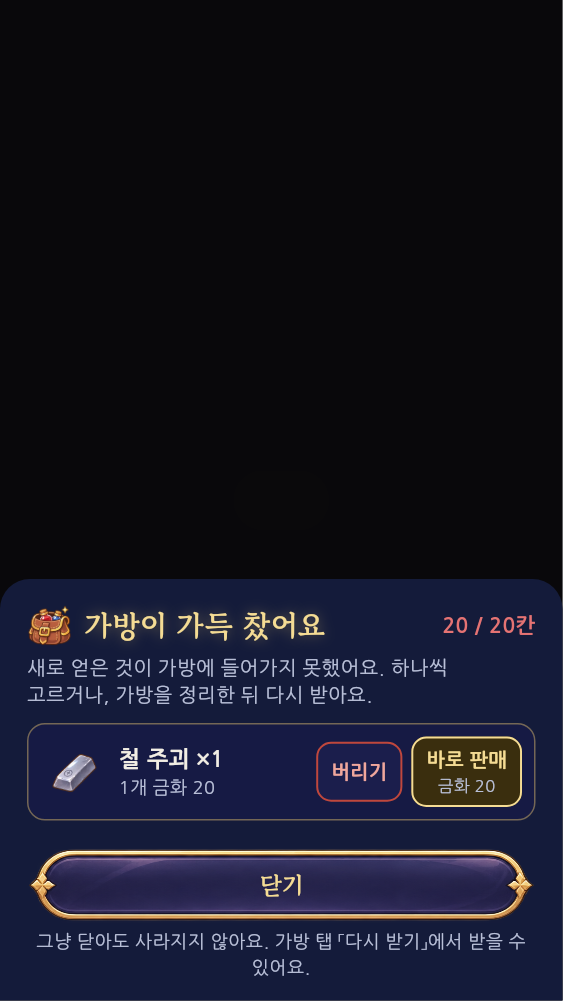 가방이 가득 찼어요
20 / 20칸
새로 얻은 것이 가방에 들어가지 못했어요. 하나씩
고르거나, 가방을 정리한 뒤 다시 받아요.
철 주괴 ×1
1개 금화 20
버리기
바로 판매
금화 20
닫기
그냥 닫아도 사라지지 않아요. 가방 탭 「다시 받기」에서 받을 수
있어요.